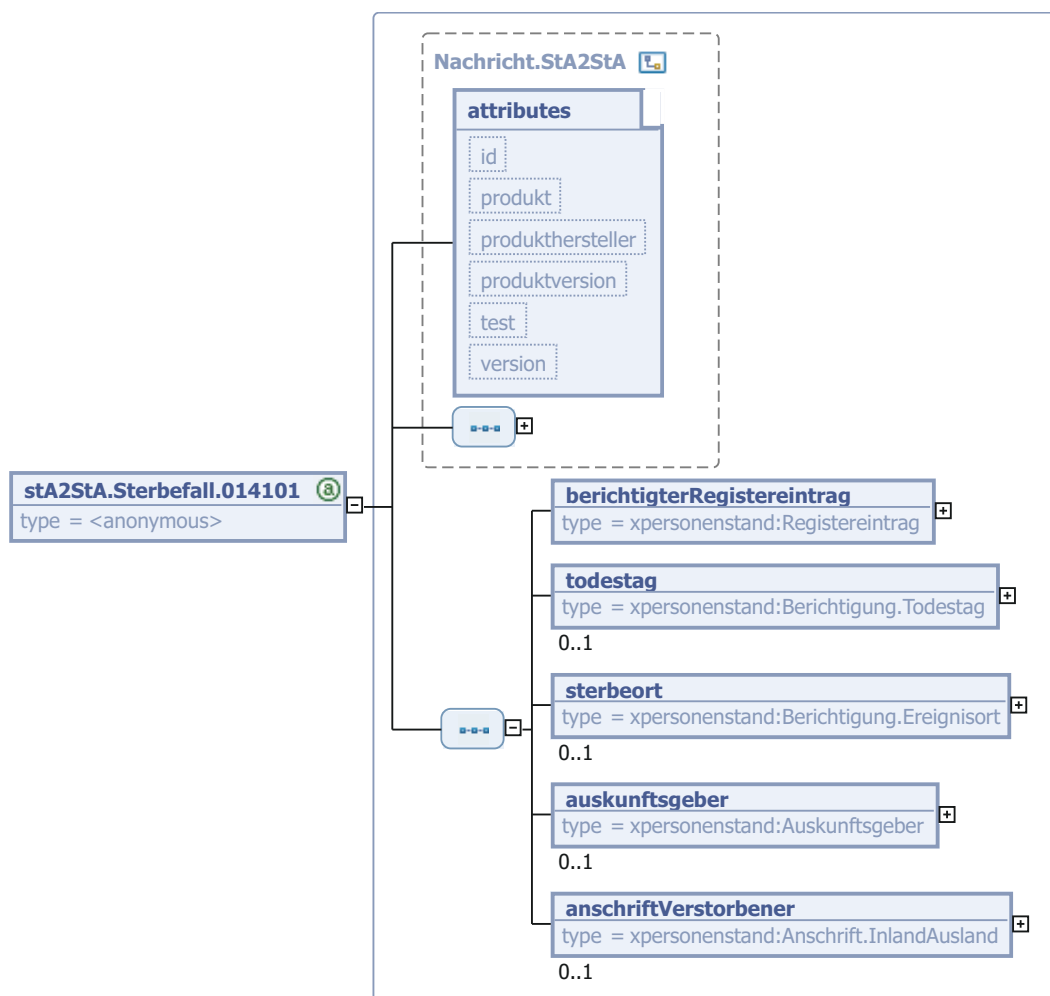 Nachricht.StA2StA
attributes
id
produkt
produkthersteller
produktversion
test
version
stA2StA.Sterbefall.014101
type = <anonymous>
berichtigterRegistereintrag
type = xpersonenstand:Registereintrag
todestag
type = xpersonenstand:Berichtigung.Todestag
0..1
sterbeort
type = xpersonenstand:Berichtigung.Ereignisort
0..1
auskunftsgeber
type = xpersonenstand:Auskunftsgeber
0..1
anschriftVerstorbener
type = xpersonenstand:Anschrift.InlandAusland
0..1